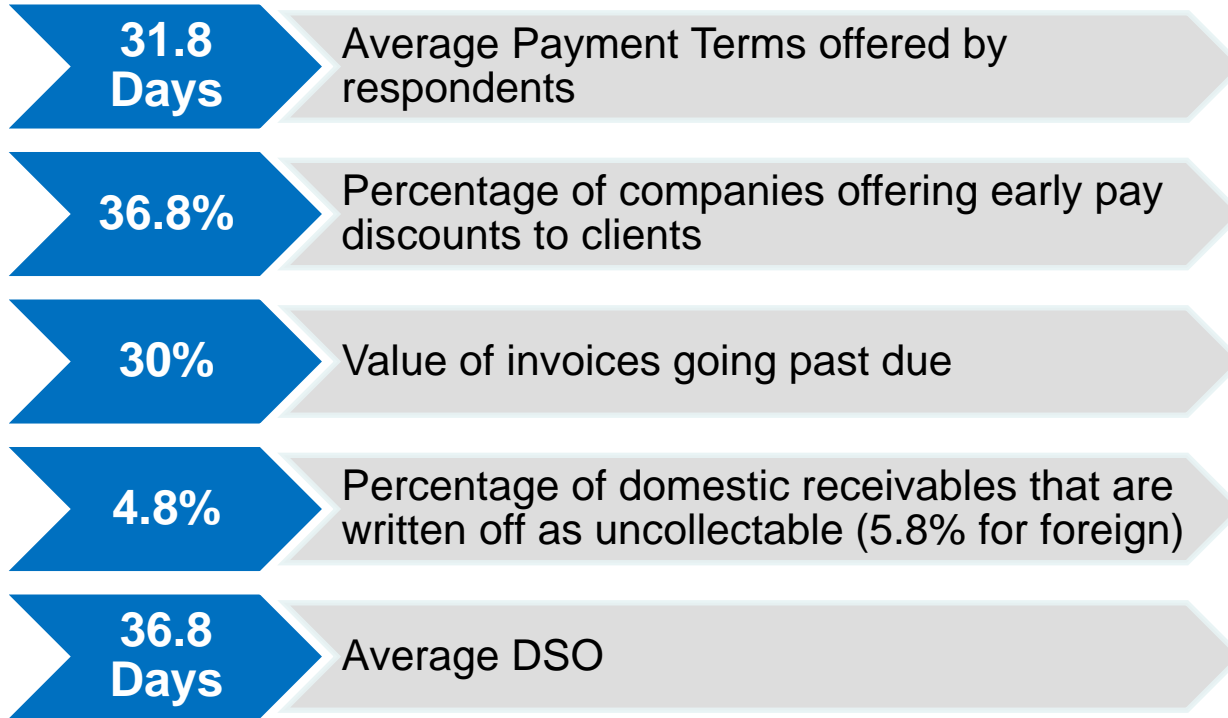 31.8
Days
Average Payment Terms offered by
respondents
36.8%
Percentage of companies offering early pay
discounts to clients
30%
Value of invoices going past due
4.8%
Percentage of domestic receivables that are
written off as uncollectable (5.8% for foreign)
36.8
Days
Average DSO